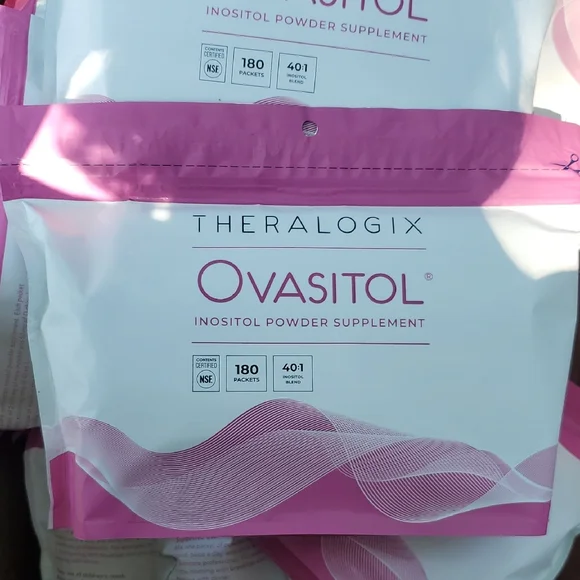 OVASITOL
INOSITOL POWDER SUPPLEMENT
CONTENTS CERTIFIED
NSF
180
PACKETS
40:1
INOSITOL
BLEND
THERALOGIX
OVASITOL®
INOSITOL POWDER SUPPLEMENT
CONTENTS
CERTIFIED
NSF
180
PACKETS
40:1
INOSITOL
BLEND